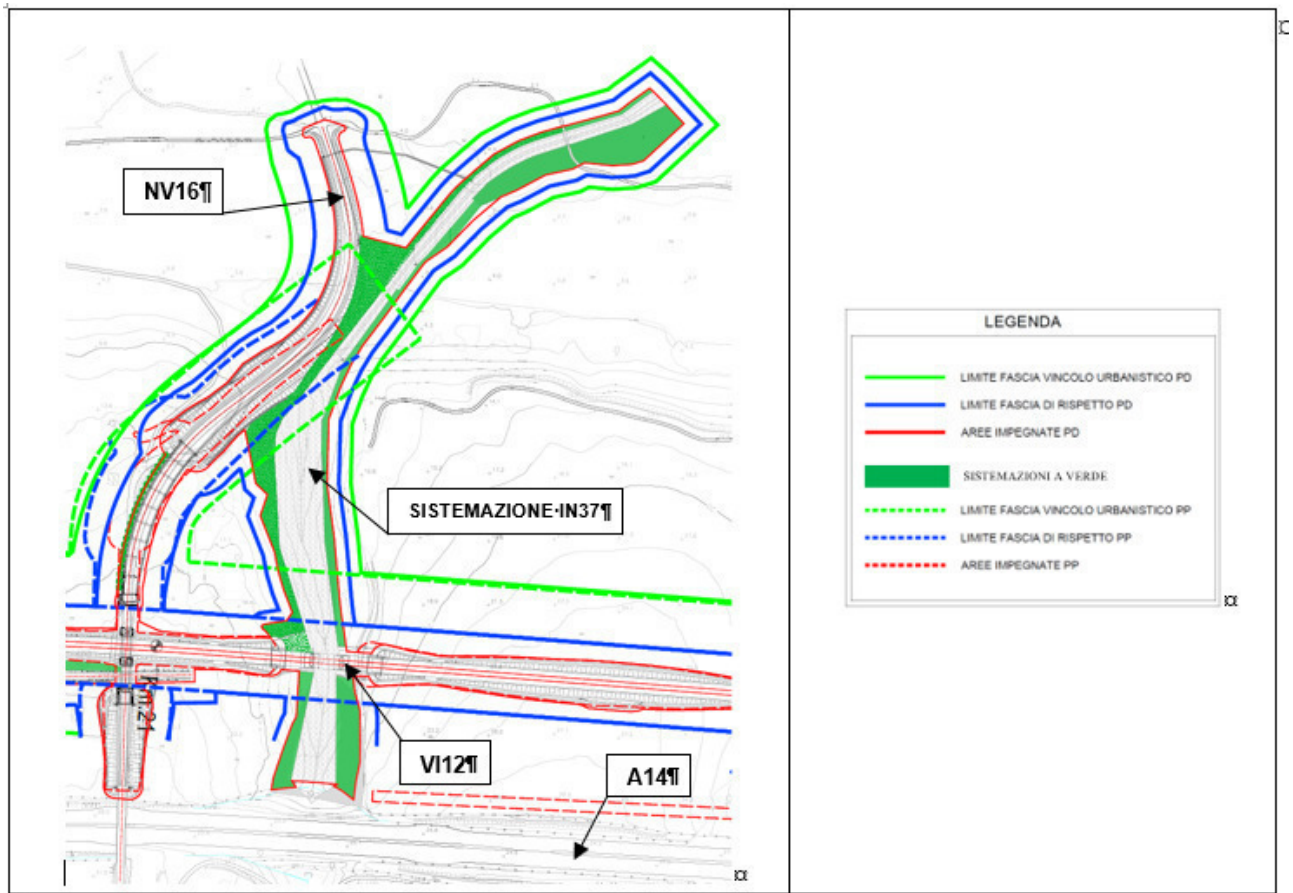 NV16¶
SISTEMAZIONE·IN37¶
VI12¶
A14¶
LEGENDA
LIMITE FASCIA VINCOLO URBANISTICO PD
LIMITE FASCIA DI RISPETTO PD
AREE IMPEGNATE PD
SISTEMAZIONI A VERDE
LIMITE FASCIA VINCOLO URBANISTICO PP
LIMITE FASCIA DI RISPETTO PP
AREE IMPEGNATE PP